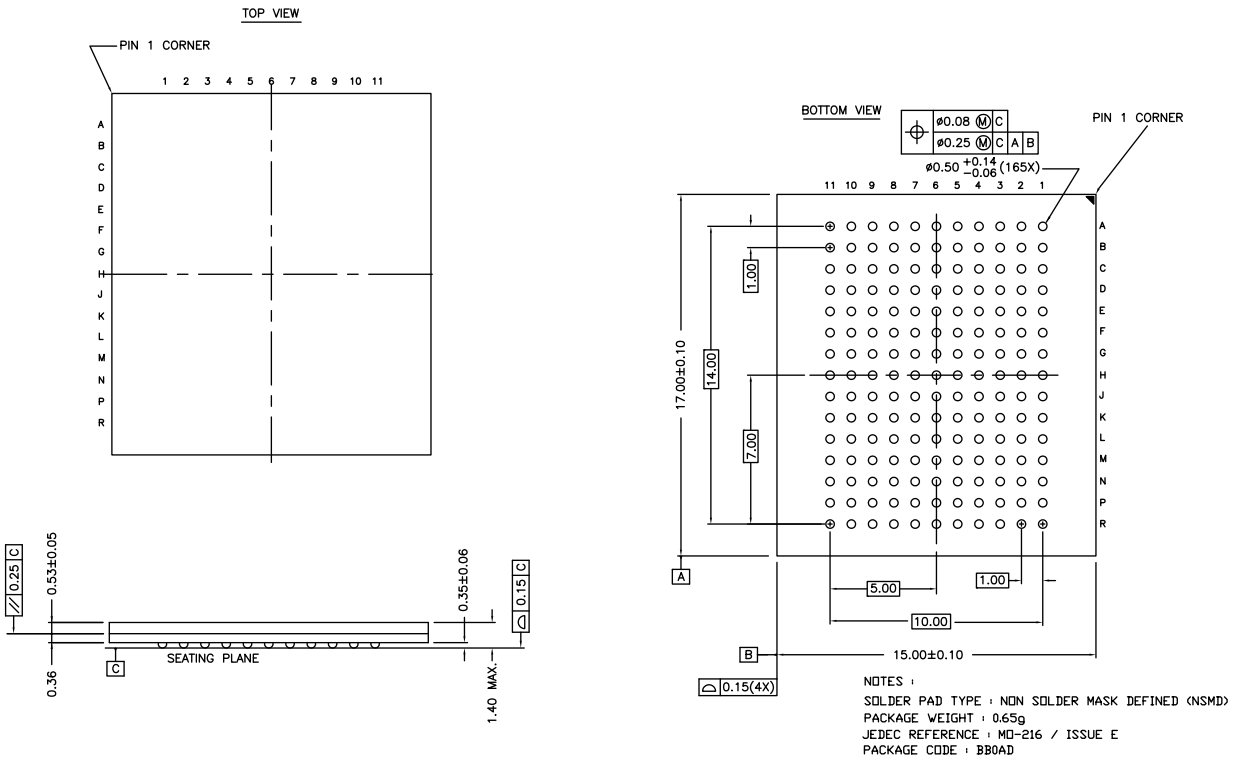 TOP VIEW
PIN 1 CORNER
1 2 3 4 5 6 7 8 9 10 11
A
B
C
D
E
F
G
H
J
K
L
M
N
P
R
BOTTOM VIEW
⌖ ø0.08 Ⓜ C
ø0.25 Ⓜ C A B
PIN 1 CORNER
ø0.50 +0.14 -0.06 (165X)
11 10 9 8 7 6 5 4 3 2 1
A
B
C
D
E
F
G
H
J
K
L
M
N
P
R
1.00
17.00±0.10
14.00
7.00
A
5.00
1.00
10.00
B
15.00±0.10
⌓ 0.15(4X)
// 0.25 C
0.53±0.05
0.36
C
SEATING PLANE
0.35±0.06
⌓ 0.15 C
1.40 MAX.
NOTES :
SOLDER PAD TYPE : NON SOLDER MASK DEFINED (NSMD)
PACKAGE WEIGHT : 0.65g
JEDEC REFERENCE : MO-216 / ISSUE E
PACKAGE CODE : BB0AD